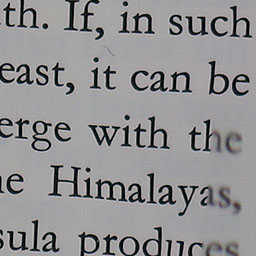 th. If, in such
east, it can be
erge with the
e Himalayas,
sula produces